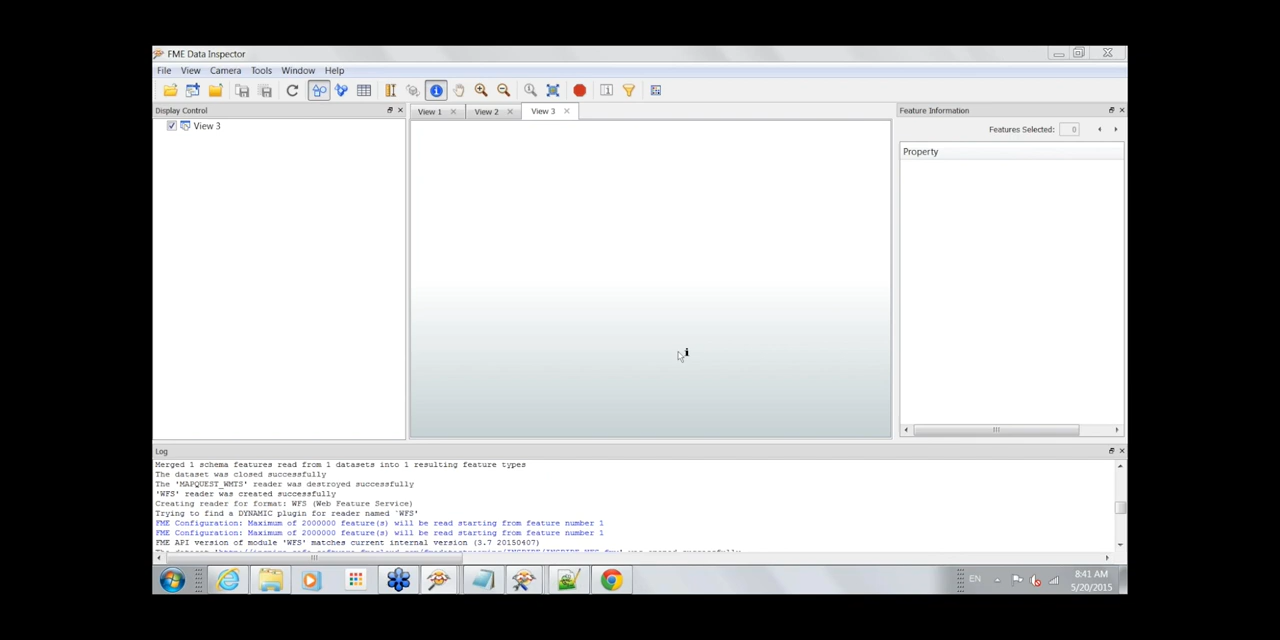 FME Data Inspector
File View Camera Tools Window Help
Display Control
View 3
View 1
View 2
View 3
Feature Information
Features Selected: 0
Property
Log
Merged 1 schema features read from 1 datasets into 1 resulting feature types
The dataset was closed successfully
The 'MAPQUEST_WMTS' reader was destroyed successfully
'WFS' reader was created successfully
Creating reader for format: WFS (Web Feature Service)
Trying to find a DYNAMIC plugin for reader named `WFS'
FME Configuration: Maximum of 2000000 feature(s) will be read starting from feature number 1
FME Configuration: Maximum of 2000000 feature(s) will be read starting from feature number 1
FME API version of module 'WFS' matches current internal version (3.7 20150407)
EN
8:41 AM
5/20/2015